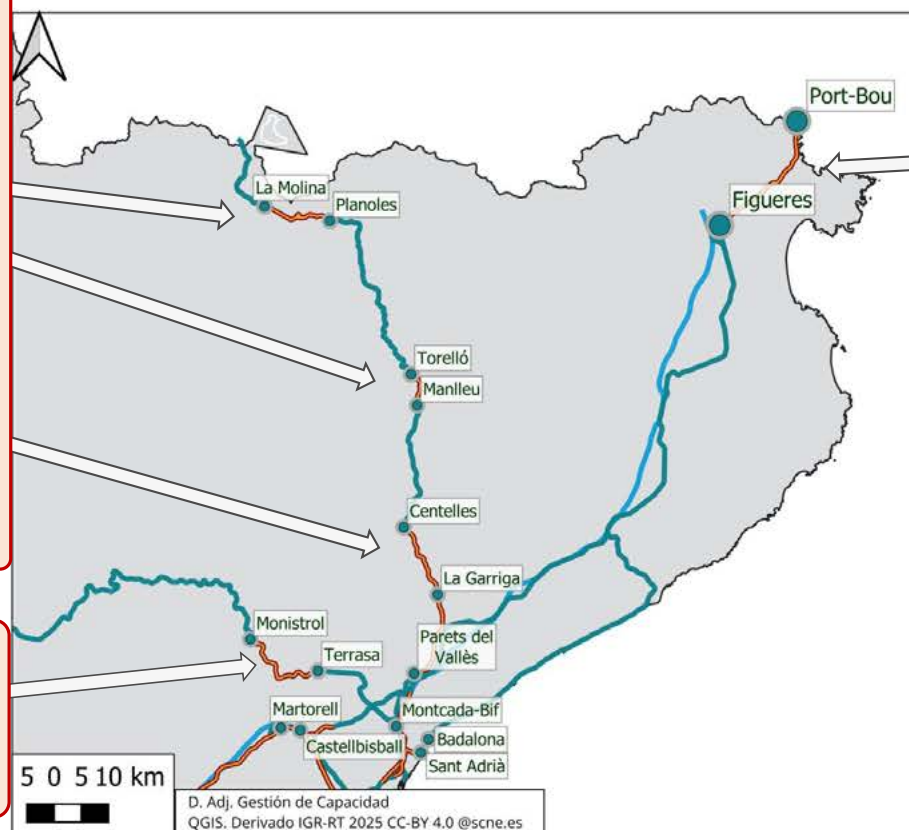 Port-Bou
La Molina
Planoles
Figueres
Torelló
Manlleu
Centelles
La Garriga
Monistrol
Terrasa
Parets del
Vallès
Martorell
Montcada-Bif
Castellbisball
Badalona
Sant Adrià
5 0 5 10 km
D. Adj. Gestión de Capacidad
QGIS. Derivado IGR-RT 2025 CC-BY 4.0 @scne.es